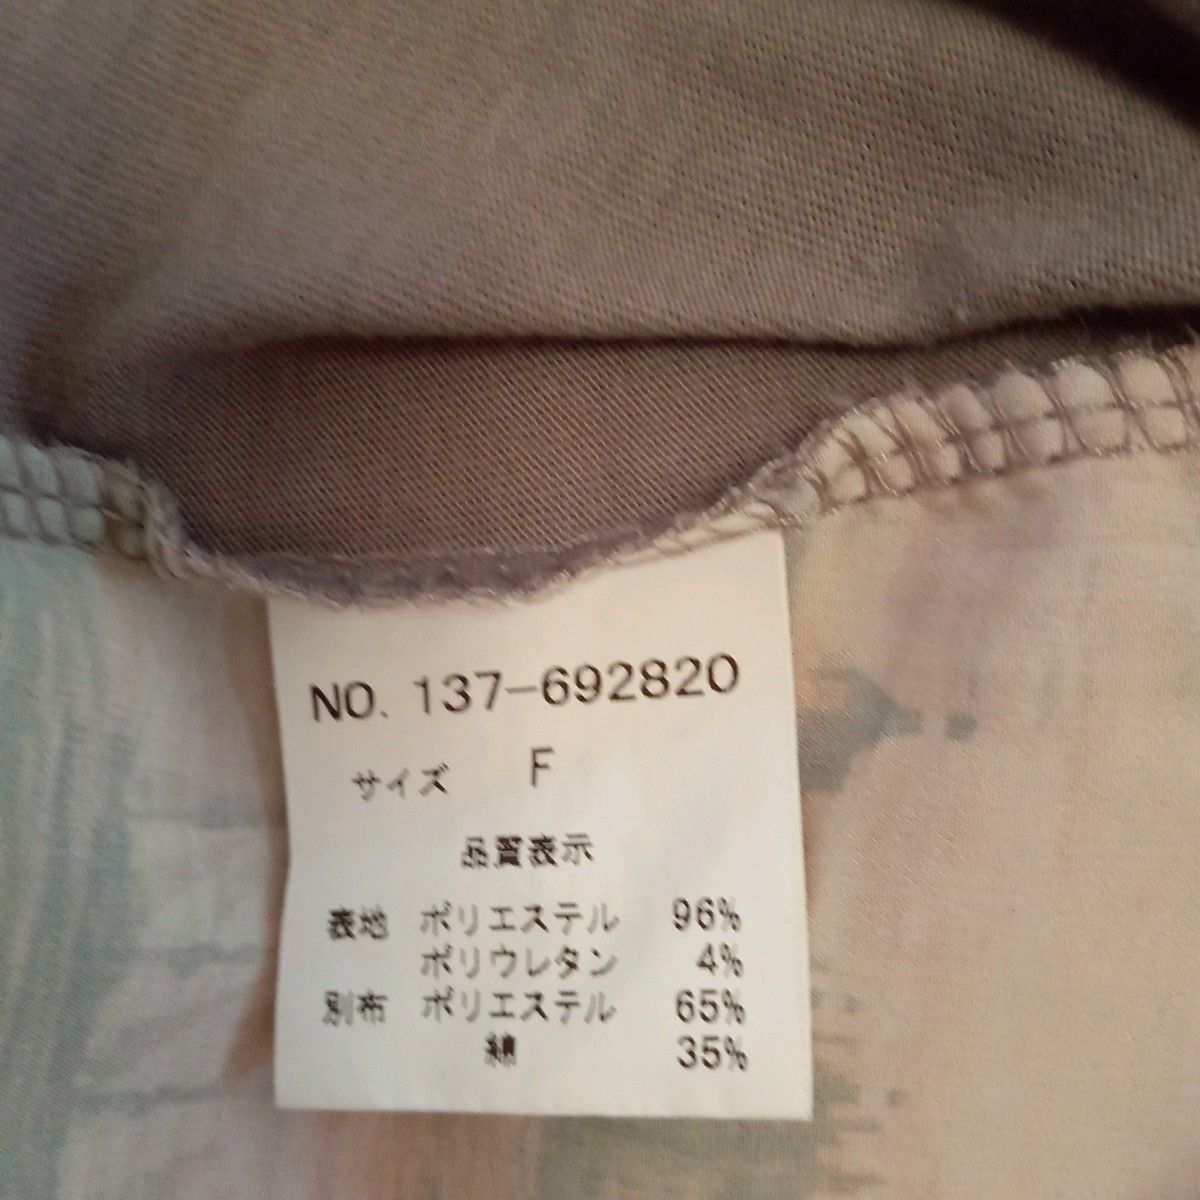 NO. 137-692820
サイズ F
品質表示
表地 ポリエステル 96%
ポリウレタン 4%
別布 ポリエステル 65%
綿 35%